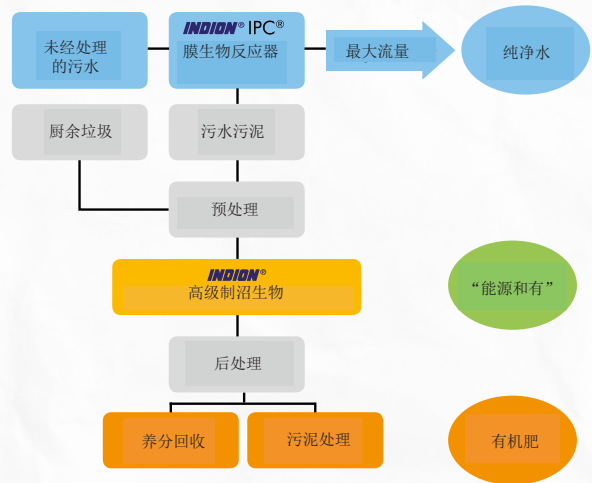 未经处理
的污水
INDION® IPC®
膜生物反应器
最大流量
纯净水
厨余垃圾
污水污泥
预处理
INDION®
高级制沼生物
“能源和有”
后处理
养分回收
污泥处理
有机肥